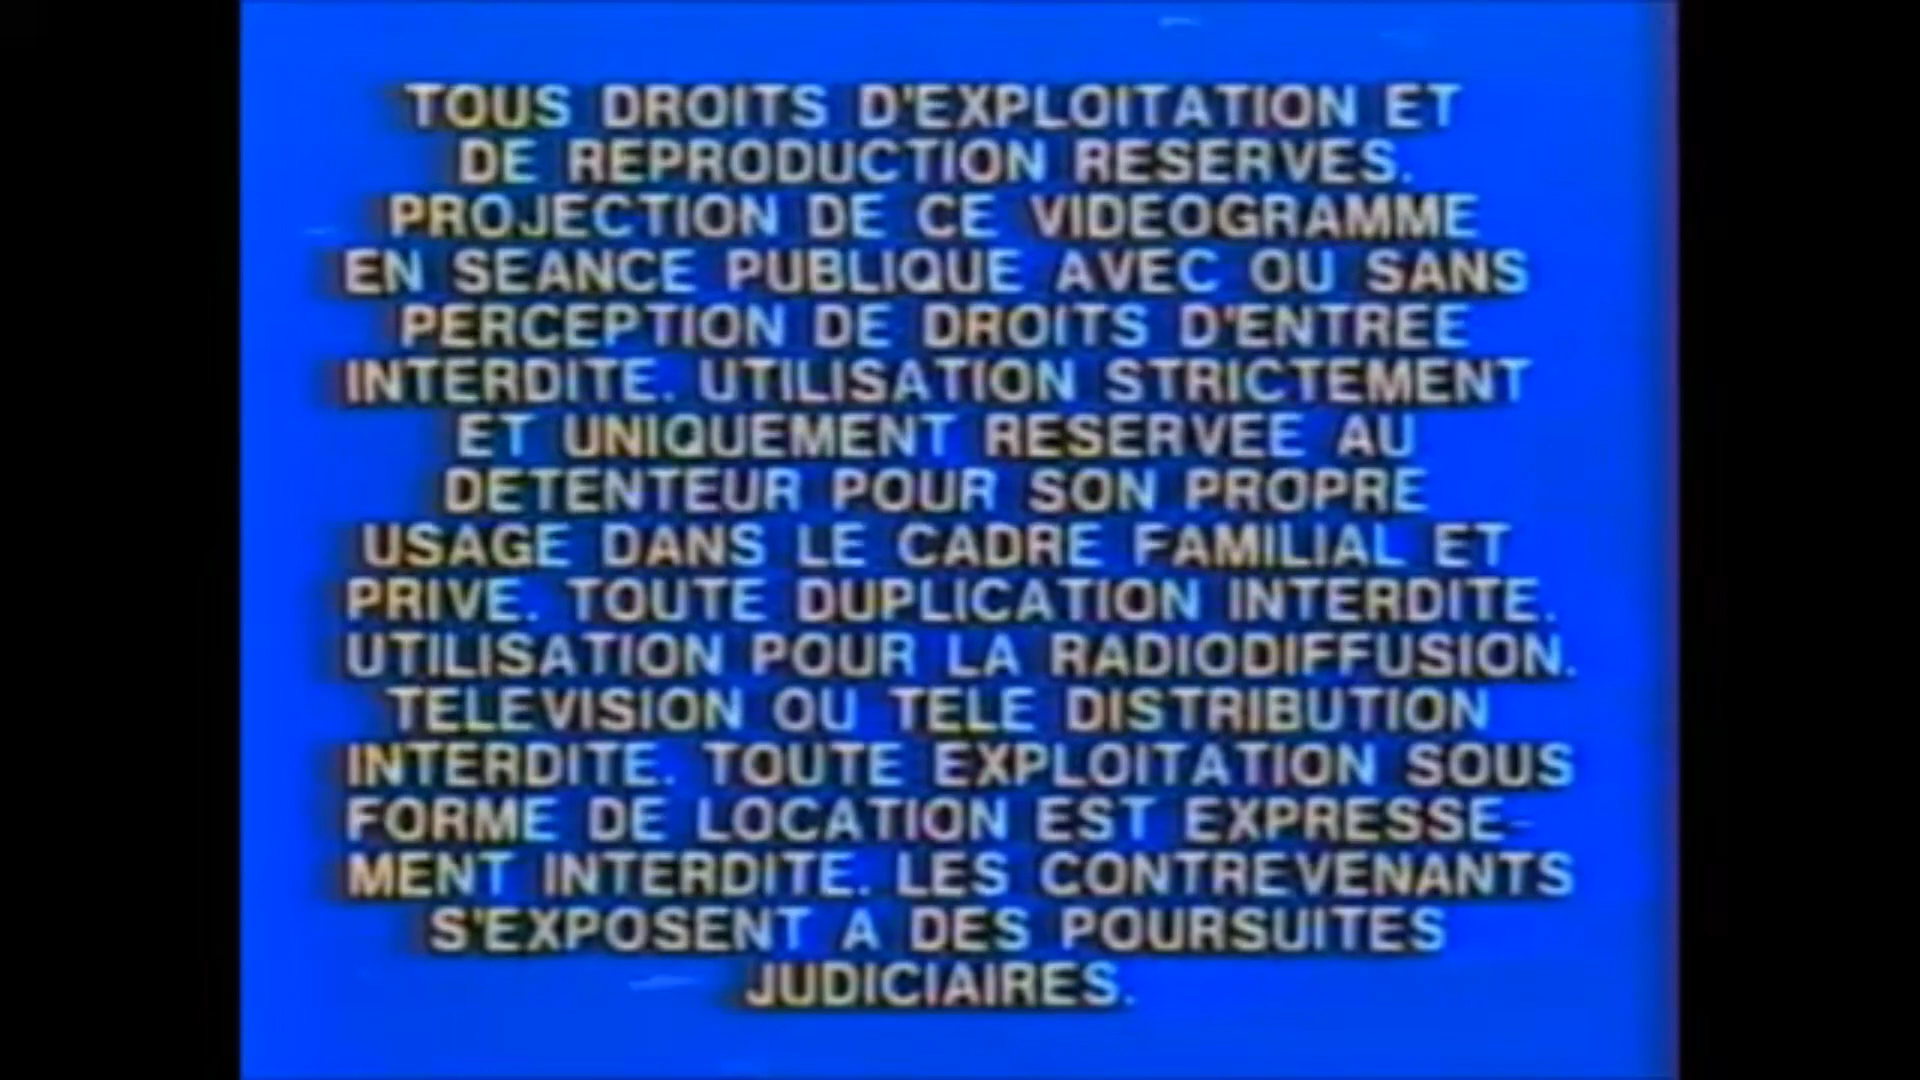 TOUS DROITS D'EXPLOITATION ET
DE REPRODUCTION RESERVES.
PROJECTION DE CE VIDEOGRAMME
EN SEANCE PUBLIQUE AVEC OU SANS
PERCEPTION DE DROITS D'ENTREE
INTERDITE. UTILISATION STRICTEMENT
ET UNIQUEMENT RESERVEE AU
DETENTEUR POUR SON PROPRE
USAGE DANS LE CADRE FAMILIAL ET
PRIVE. TOUTE DUPLICATION INTERDITE.
UTILISATION POUR LA RADIODIFFUSION.
TELEVISION OU TELE DISTRIBUTION
INTERDITE. TOUTE EXPLOITATION SOUS
FORME DE LOCATION EST EXPRESSE-
MENT INTERDITE. LES CONTREVENANTS
S'EXPOSENT A DES POURSUITES
JUDICIAIRES.